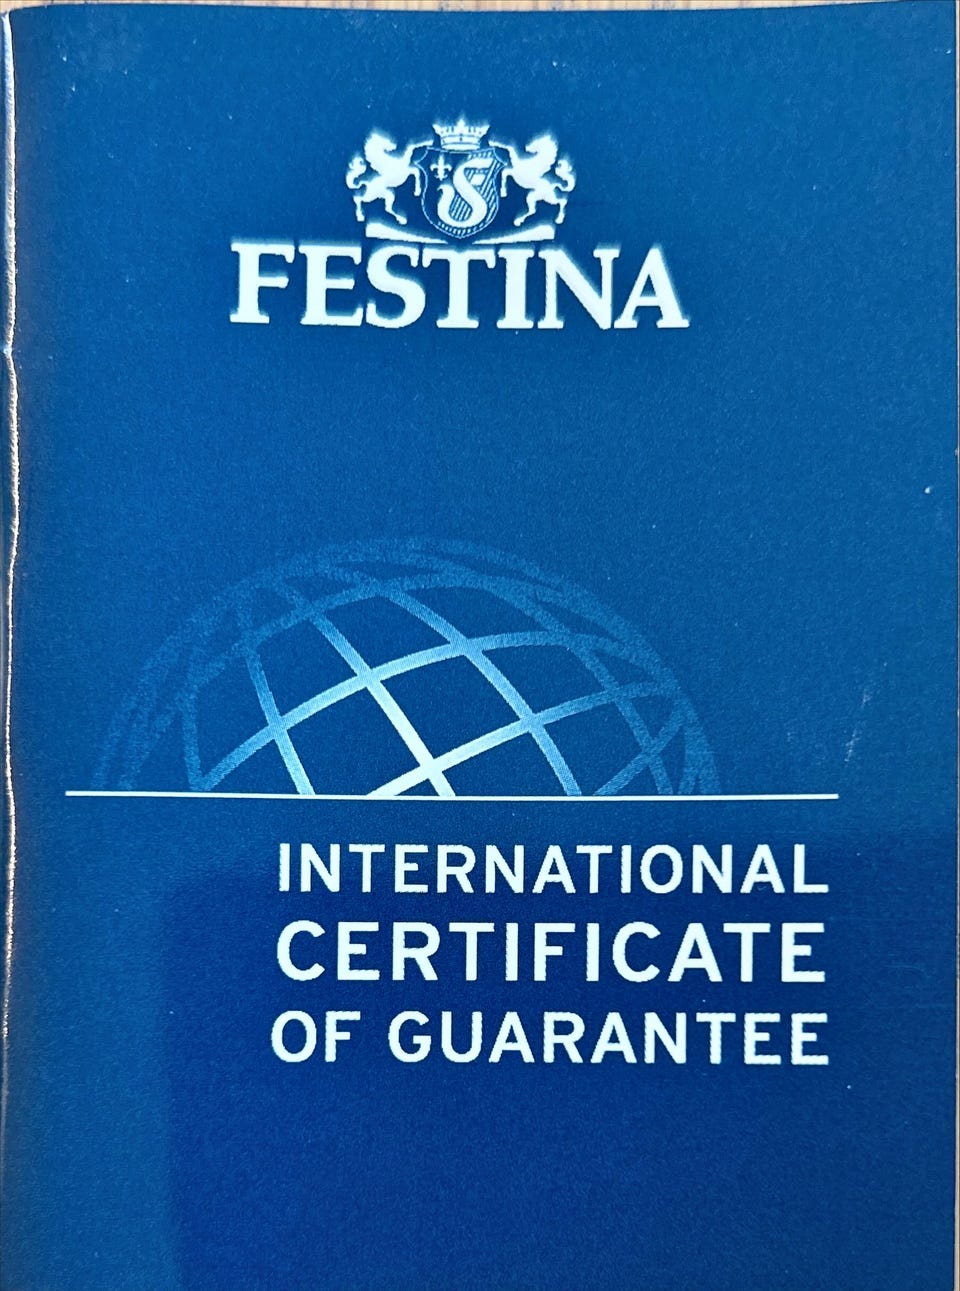 FESTINA
INTERNATIONAL
CERTIFICATE
OF GUARANTEE